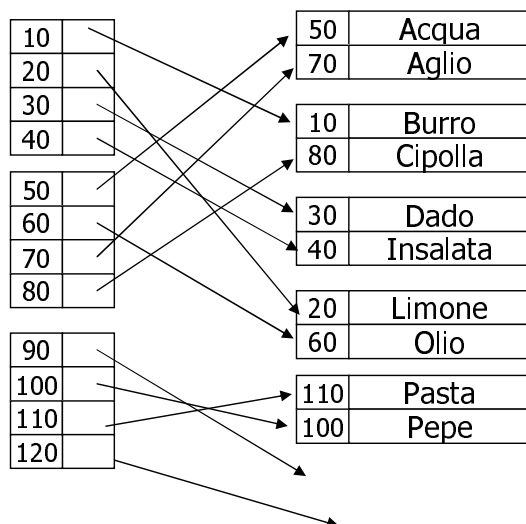 10
20
30
40
50
60
70
80
90
100
110
120
50 Acqua
70 Aglio
10 Burro
80 Cipolla
30 Dado
40 Insalata
20 Limone
60 Olio
110 Pasta
100 Pepe